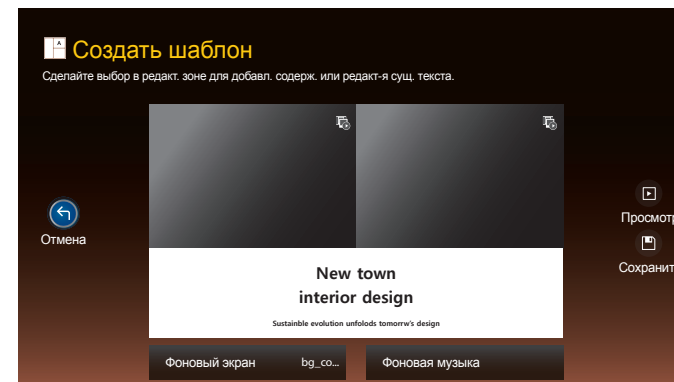 Создать шаблон
Сделайте выбор в редакт. зоне для добавл. содерж. или редакт-я сущ. текста.
Отмена
Просмотр
Сохранит
New town
interior design
Sustainble evolution unfolods tomorrw's design
Фоновый экран bg_co...
Фоновая музыка